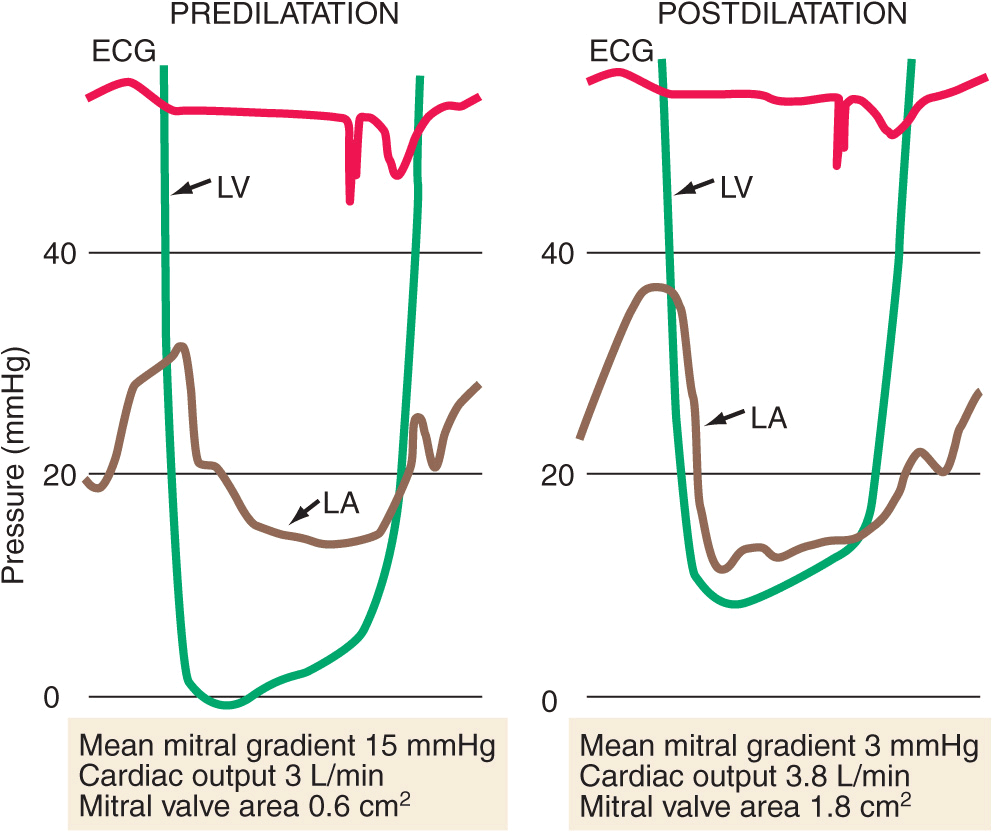 PREDILATATION
ECG
LV
40
20
LA
0
Pressure (mmHg)
Mean mitral gradient 15 mmHg
Cardiac output 3 L/min
Mitral valve area 0.6 cm²
POSTDILATATION
ECG
LV
40
LA
20
0
Mean mitral gradient 3 mmHg
Cardiac output 3.8 L/min
Mitral valve area 1.8 cm²